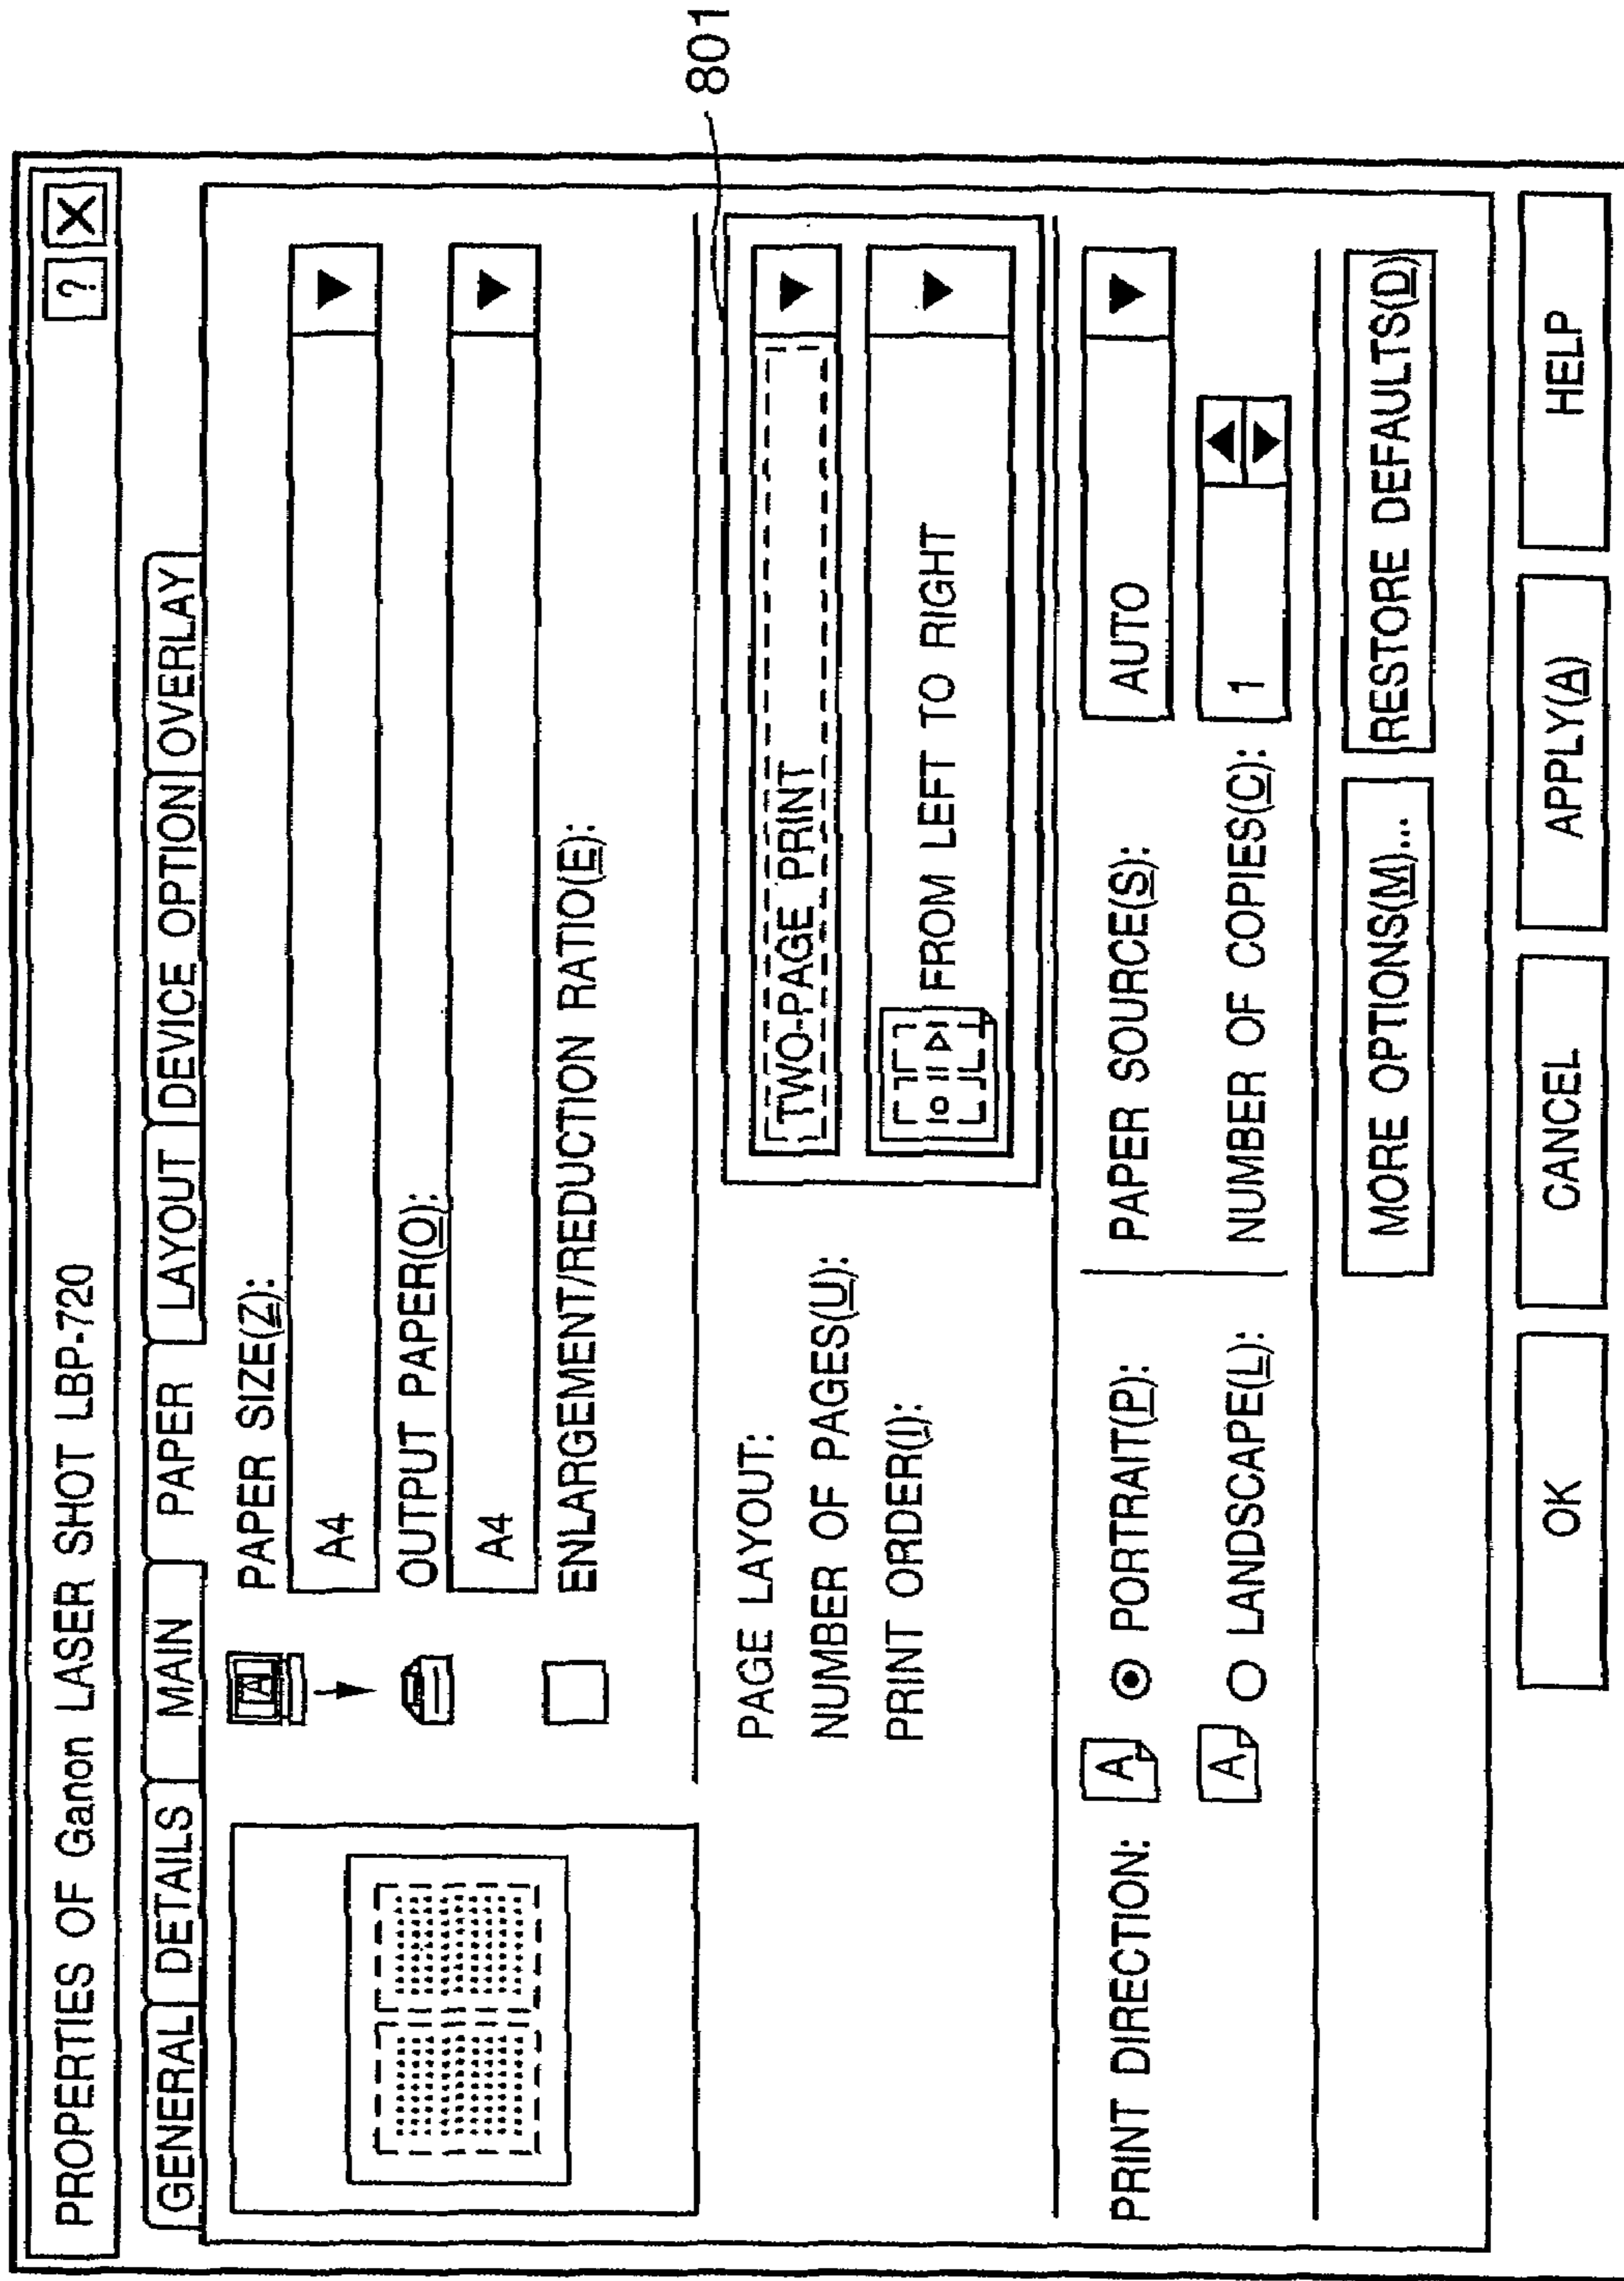 PROPERTIES OF Ganon LASER SHOT LBP-720
? X
GENERAL DETAILS MAIN PAPER LAYOUT DEVICE OPTION OVERLAY
A
PAPER SIZE(Z):
A4
OUTPUT PAPER(O):
A4
ENLARGEMENT/REDUCTION RATIO(E):
801
PAGE LAYOUT:
NUMBER OF PAGES(U):
TWO-PAGE PRINT
PRINT ORDER(I):
FROM LEFT TO RIGHT
PRINT DIRECTION:
A PORTRAIT(P):
A LANDSCAPE(L):
PAPER SOURCE(S):
AUTO
NUMBER OF COPIES(C):
1
MORE OPTIONS(M)...
RESTORE DEFAULTS(D)
OK
CANCEL
APPLY(A)
HELP